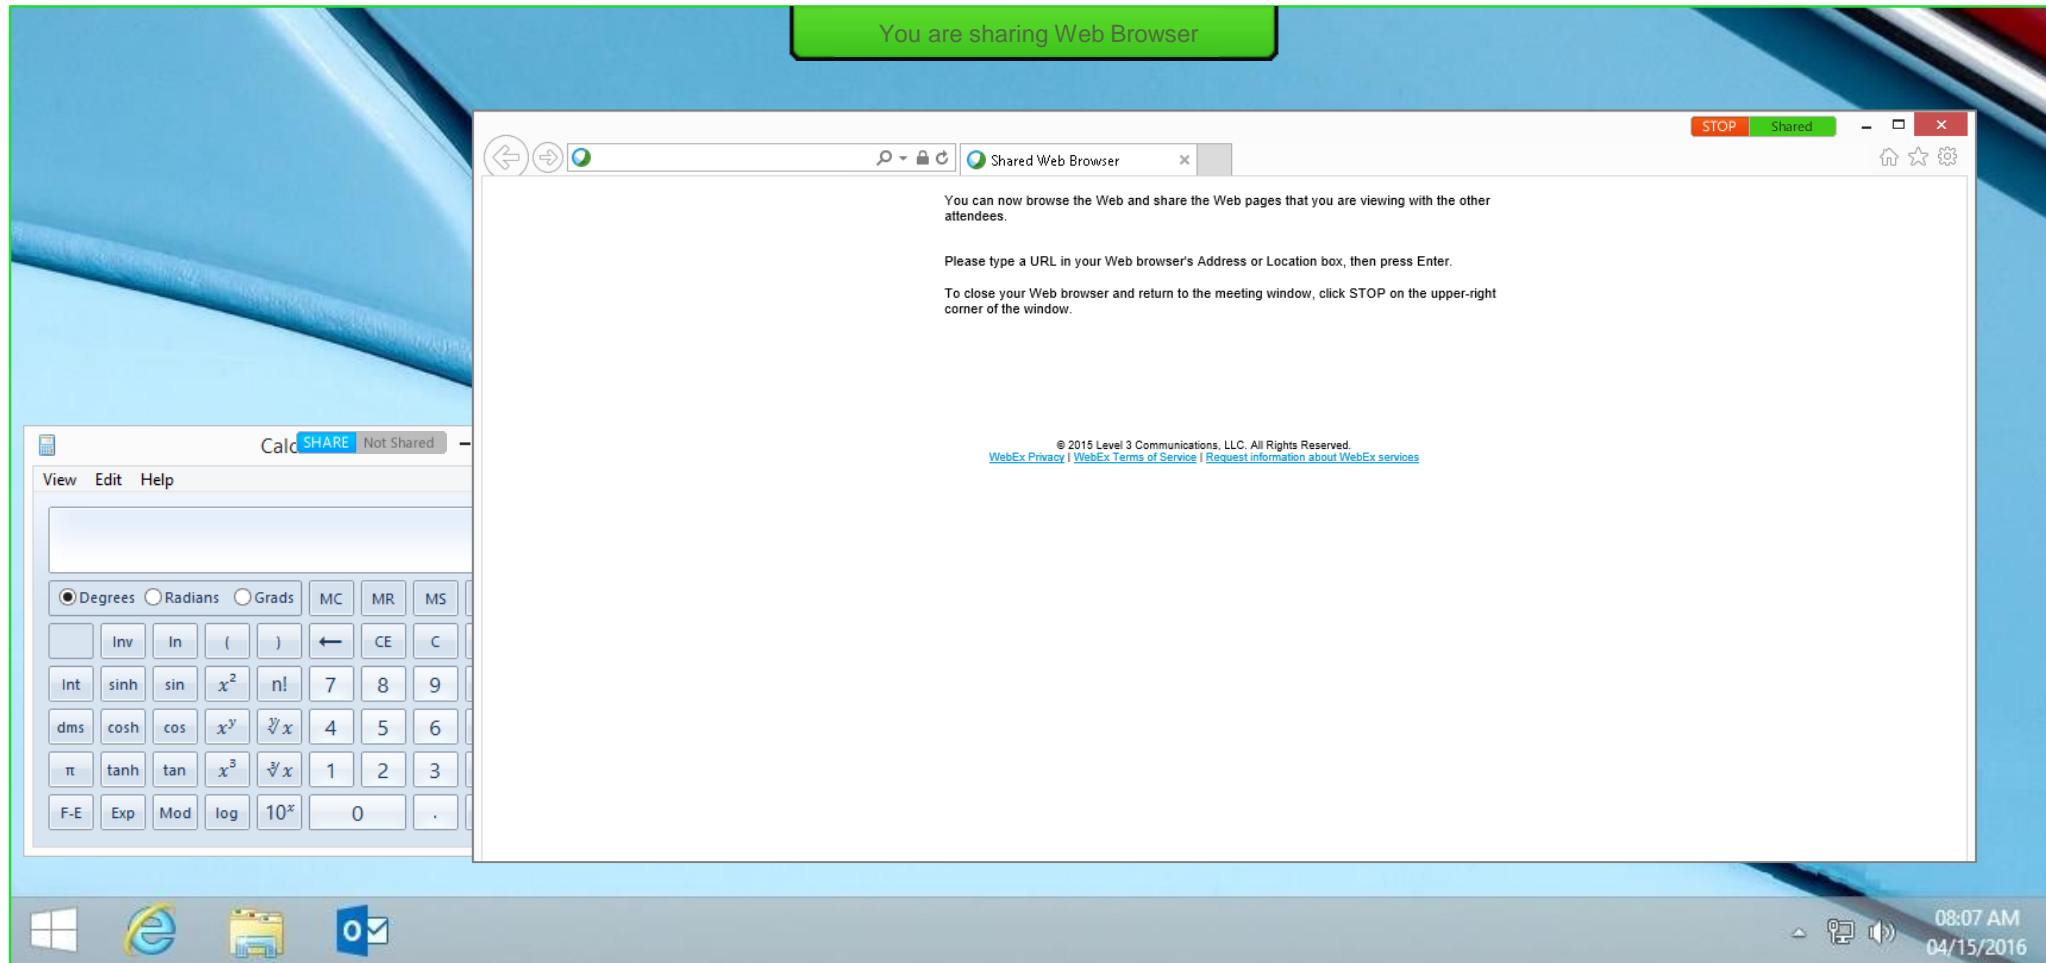 You are sharing Web Browser
STOP Shared
Shared Web Browser
You can now browse the Web and share the Web pages that you are viewing with the other
attendees.
Please type a URL in your Web browser's Address or Location box, then press Enter.
To close your Web browser and return to the meeting window, click STOP on the upper-right
corner of the window.
© 2015 Level 3 Communications, LLC. All Rights Reserved.
WebEx Privacy | WebEx Terms of Service | Request information about WebEx services
Calc SHARE Not Shared
View Edit Help
Degrees Radians Grads MC MR MS
Inv In ( ) ← CE C
Int sinh sin x² n! 7 8 9
dms cosh cos xʸ ʸ√x 4 5 6
π tanh tan x³ ³√x 1 2 3
F-E Exp Mod log 10ˣ 0 .
08:07 AM
04/15/2016